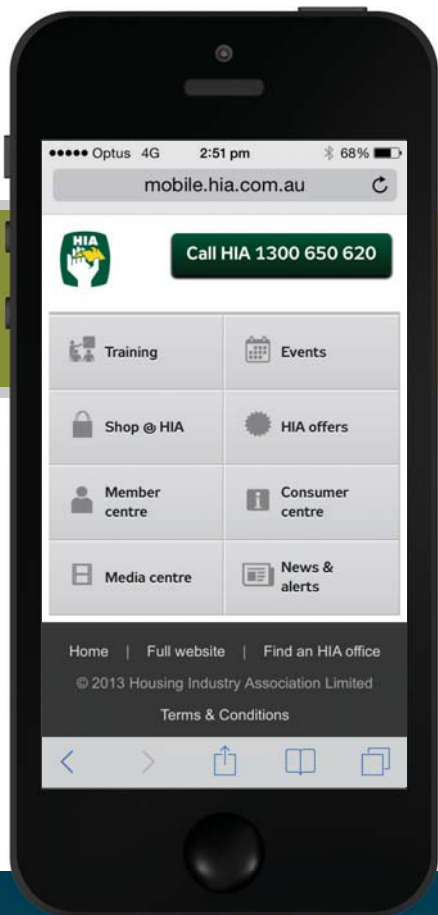 Optus 4G 2:51 pm 68%
mobile.hia.com.au
HIA
Call HIA 1300 650 620
Training
Events
Shop @ HIA
HIA offers
Member
centre
Consumer
centre
Media centre
News &
alerts
Home | Full website | Find an HIA office
© 2013 Housing Industry Association Limited
Terms & Conditions